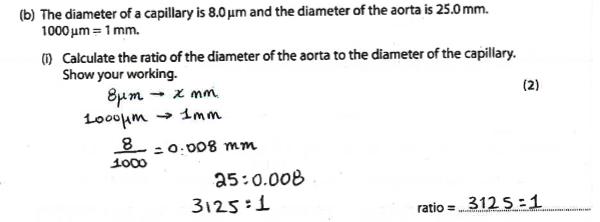 (b) The diameter of a capillary is 8.0 µm and the diameter of the aorta is 25.0 mm.
1000 µm = 1 mm.
(i) Calculate the ratio of the diameter of the aorta to the diameter of the capillary.
Show your working.
(2)
8µm → x mm
1000µm → 1mm
8/1000 = 0.008 mm
25:0.008
3125:1
ratio = 3125:1